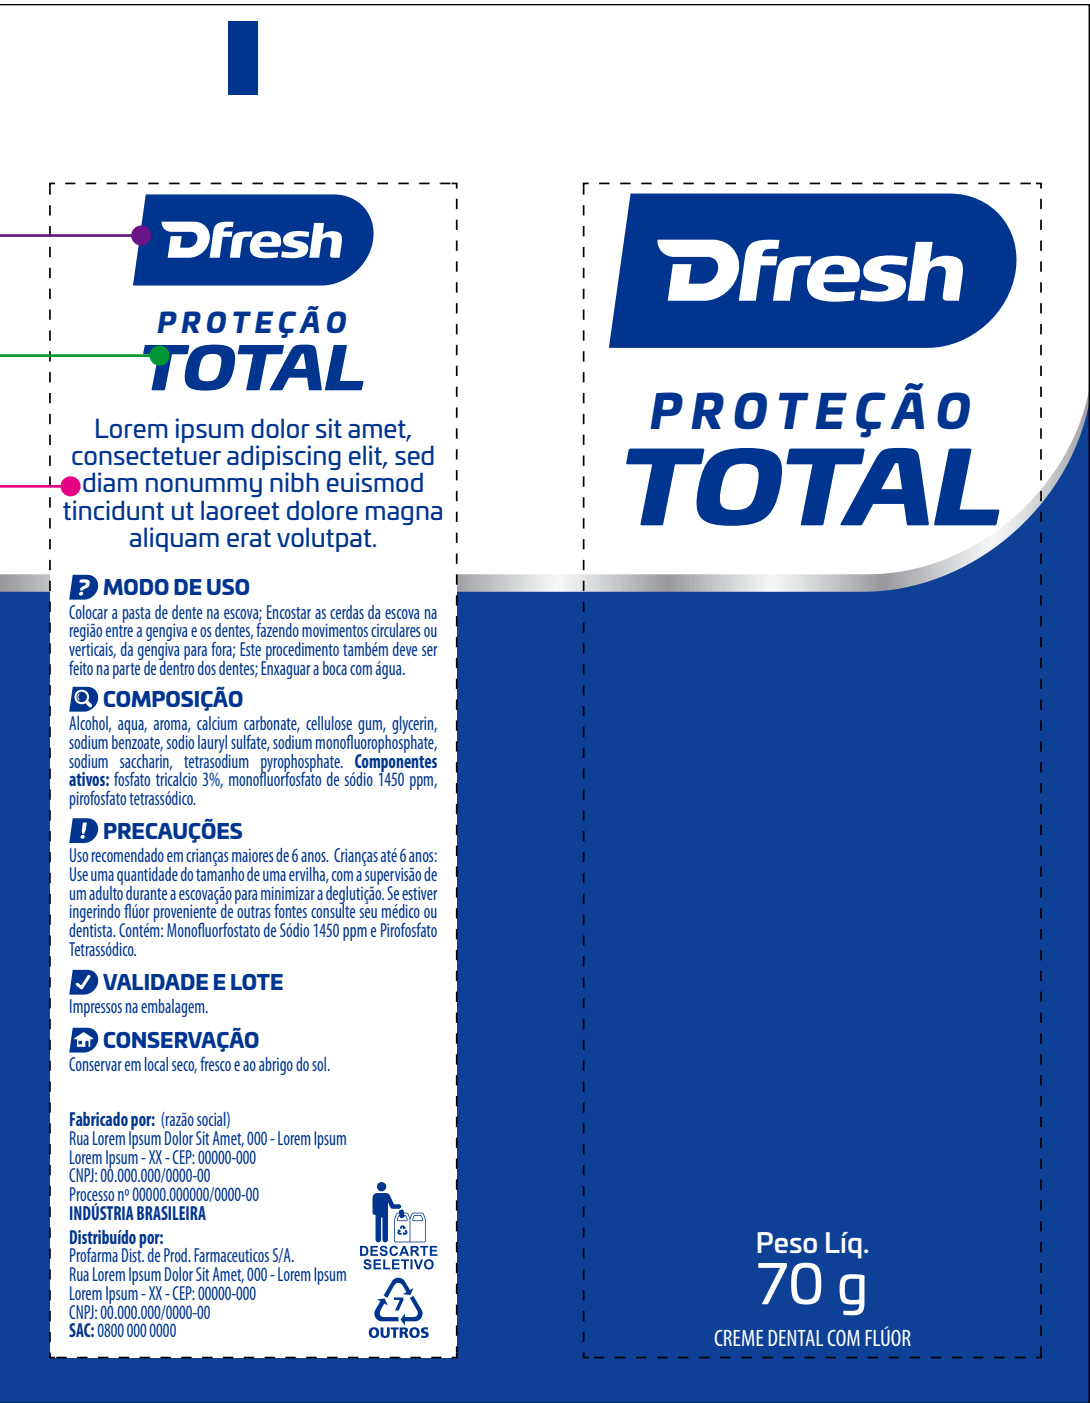 Dfresh
PROTEÇÃO
TOTAL
Lorem ipsum dolor sit amet,
consectetuer adipiscing elit, sed
diam nonummy nibh euismod
tincidunt ut laoreet dolore magna
aliquam erat volutpat.
? MODO DE USO
Colocar a pasta de dente na escova; Encostar as cerdas da escova na
região entre a gengiva e os dentes, fazendo movimentos circulares ou
verticais, da gengiva para fora; Este procedimento também deve ser
feito na parte de dentro dos dentes; Enxaguar a boca com água.
COMPOSIÇÃO
Alcohol, aqua, aroma, calcium carbonate, cellulose gum, glycerin,
sodium benzoate, sodio lauryl sulfate, sodium monofluorophosphate,
sodium saccharin, tetrasodium pyrophosphate. Componentes
ativos: fosfato tricalcio 3%, monofluorfosfato de sódio 1450 ppm,
pirofosfato tetrassódico.
! PRECAUÇÕES
Uso recomendado em crianças maiores de 6 anos. Crianças até 6 anos:
Use uma quantidade do tamanho de uma ervilha, com a supervisão de
um adulto durante a escovação para minimizar a deglutição. Se estiver
ingerindo flúor proveniente de outras fontes consulte seu médico ou
dentista. Contém: Monofluorfostato de Sódio 1450 ppm e Pirofosfato
Tetrassódico.
VALIDADE E LOTE
Impressos na embalagem.
CONSERVAÇÃO
Conservar em local seco, fresco e ao abrigo do sol.
Fabricado por: (razão social)
Rua Lorem Ipsum Dolor Sit Amet, 000 - Lorem Ipsum
Lorem Ipsum - XX - CEP: 00000-000
CNPJ: 00.000.000/0000-00
Processo nº 00000.000000/0000-00
INDÚSTRIA BRASILEIRA
Distribuído por:
Profarma Dist. de Prod. Farmaceuticos S/A.
Rua Lorem Ipsum Dolor Sit Amet, 000 - Lorem Ipsum
Lorem Ipsum - XX - CEP: 00000-000
CNPJ: 00.000.000/0000-00
SAC: 0800 000 0000
DESCARTE
SELETIVO
7
OUTROS
Dfresh
PROTEÇÃO
TOTAL
Peso Líq.
70 g
CREME DENTAL COM FLÚOR